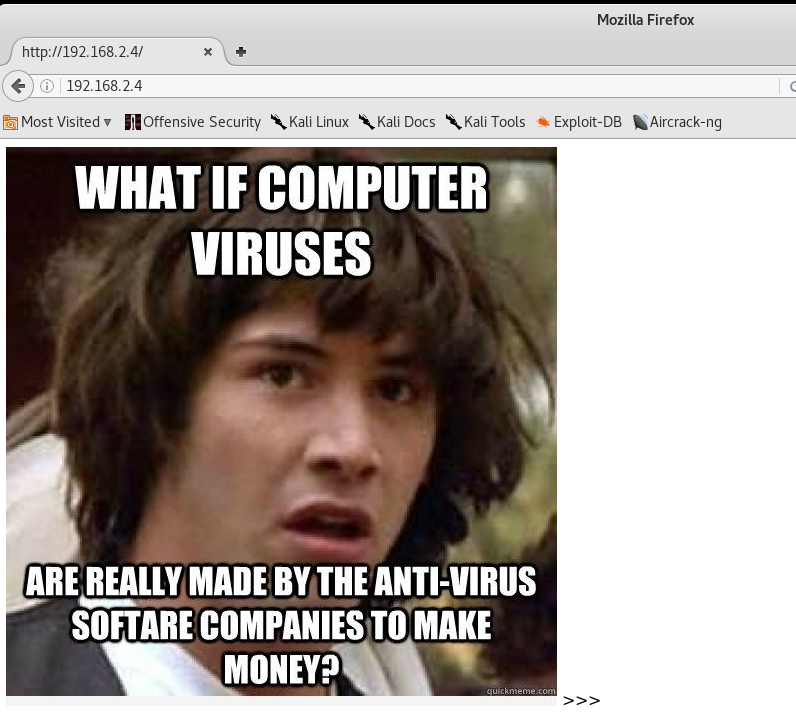 Mozilla Firefox
http://192.168.2.4/
192.168.2.4
Most Visited Offensive Security Kali Linux Kali Docs Kali Tools Exploit-DB Aircrack-ng
WHAT IF COMPUTER
VIRUSES
ARE REALLY MADE BY THE ANTI-VIRUS
SOFTARE COMPANIES TO MAKE
MONEY?
quickmeme.com
>>>